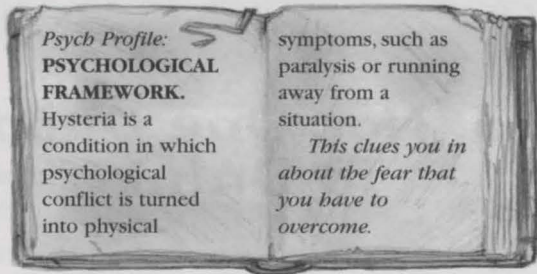 Psych Profile:
PSYCHOLOGICAL
FRAMEWORK.
Hysteria is a
condition in which
psychological
conflict is turned
into physical
symptoms, such as
paralysis or running
away from a
situation.
This clues you in
about the fear that
you have to
overcome.